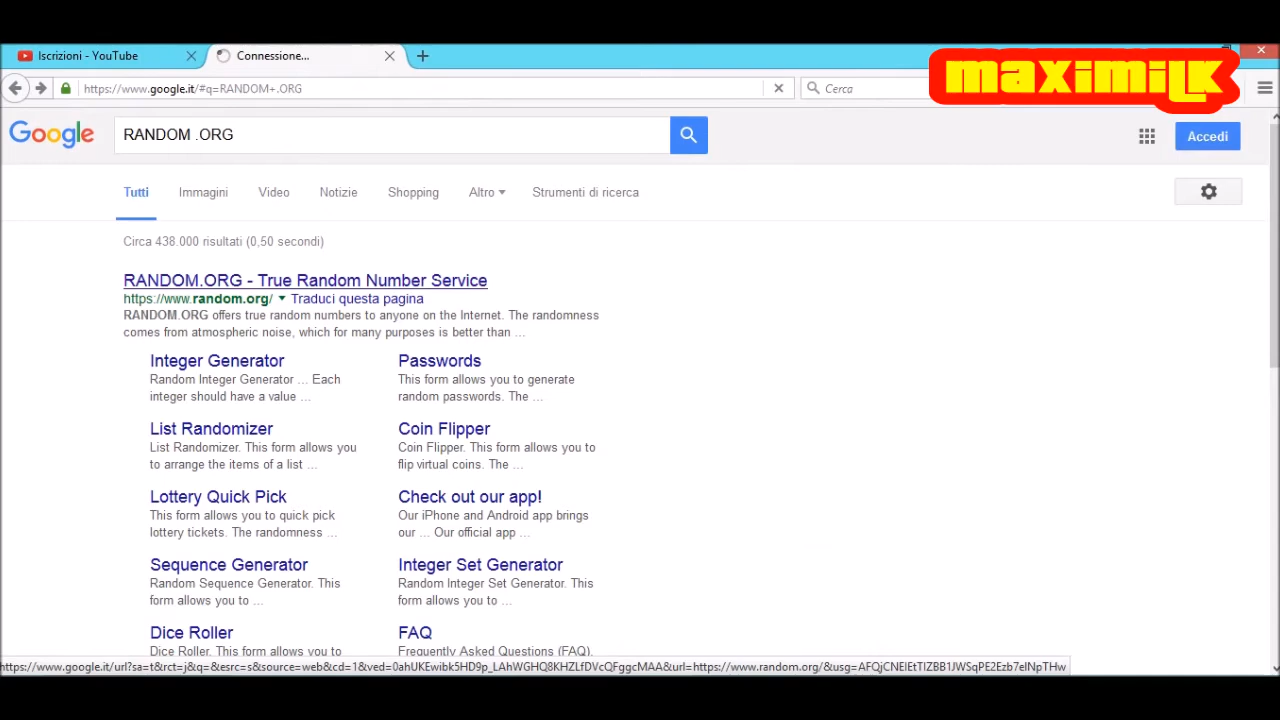 Iscrizioni - YouTube
Connessione...
MAXIMILK
https://www.google.it/#q=RANDOM+.ORG
Cerca
Google
RANDOM .ORG
Accedi
Tutti Immagini Video Notizie Shopping Altro Strumenti di ricerca
Circa 438.000 risultati (0,50 secondi)
RANDOM.ORG - True Random Number Service
https://www.random.org/ Traduci questa pagina
RANDOM.ORG offers true random numbers to anyone on the Internet. The randomness
comes from atmospheric noise, which for many purposes is better than ...
Integer Generator
Random Integer Generator ... Each
integer should have a value ...
Passwords
This form allows you to generate
random passwords. The ...
List Randomizer
List Randomizer. This form allows you
to arrange the items of a list ...
Coin Flipper
Coin Flipper. This form allows you to
flip virtual coins. The ...
Lottery Quick Pick
This form allows you to quick pick
lottery tickets. The randomness ...
Check out our app!
Our iPhone and Android app brings
our ... Our official app ...
Sequence Generator
Random Sequence Generator. This
form allows you to ...
Integer Set Generator
Random Integer Set Generator. This
form allows you to ...
Dice Roller
Dice Roller. This form allows you to
FAQ
Frequently Asked Questions (FAQ).